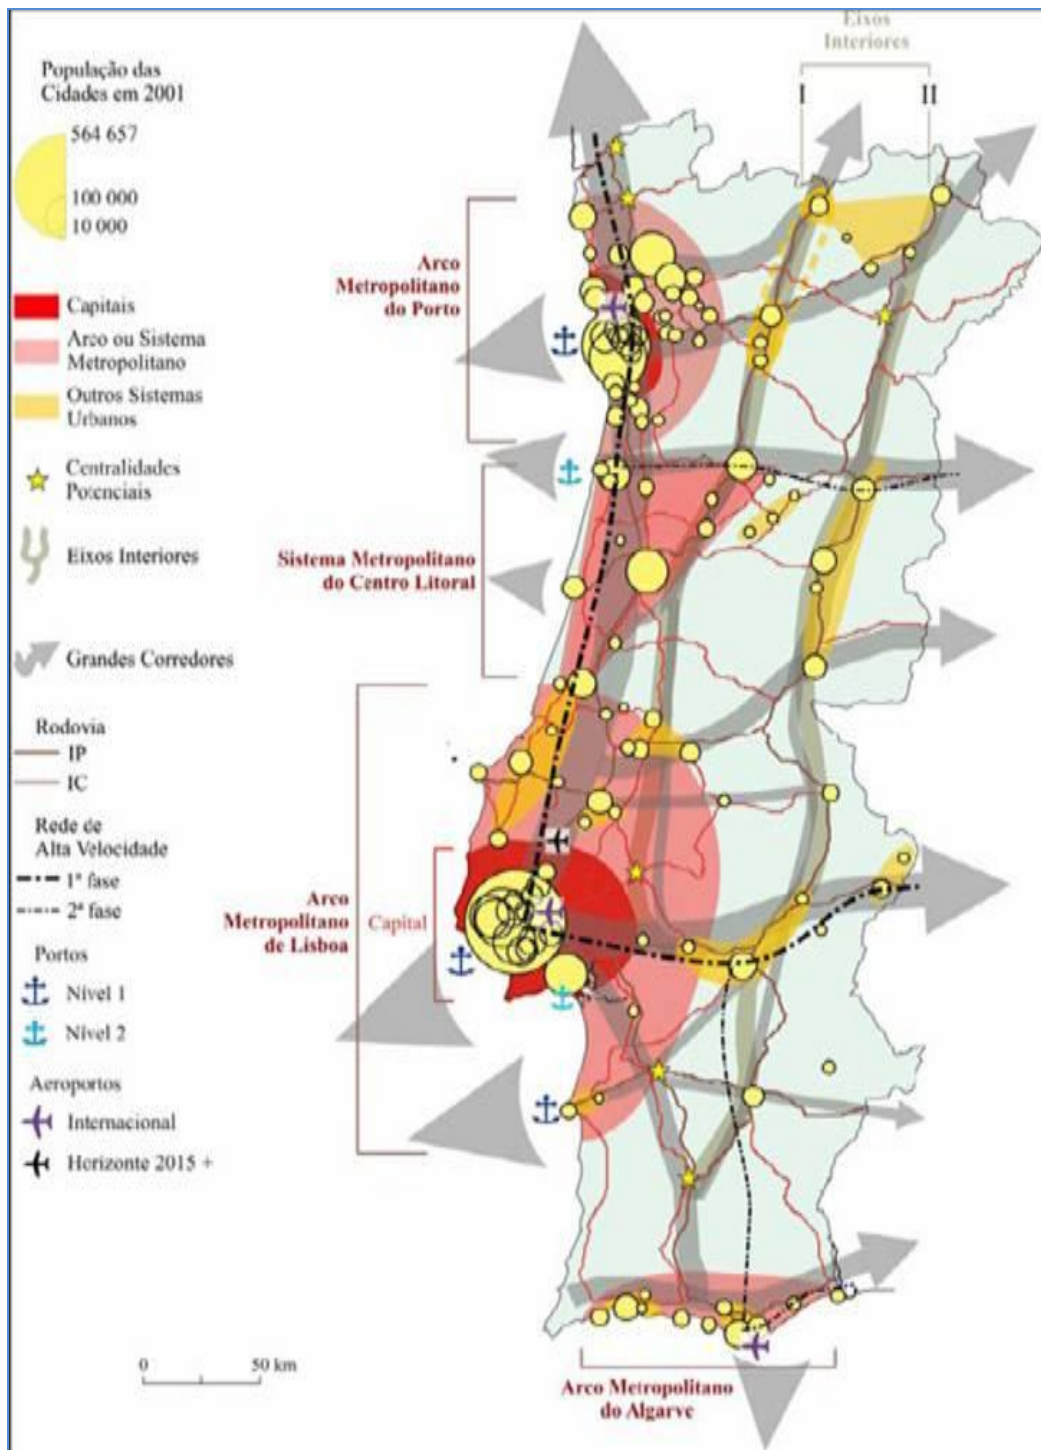 População das
Cidades em 2001
564 657
100 000
10 000
Capitais
Arco ou Sistema
Metropolitano
Outros Sistemas
Urbanos
Centralidades
Potenciais
Eixos Interiores
Grandes Corredores
Rodovia
IP
IC
Rede de
Alta Velocidade
1ª fase
2ª fase
Portos
Nível 1
Nível 2
Aeroportos
Internacional
Horizonte 2015 +
0 50 km
Eixos
Interiores
I II
Arco
Metropolitano
do Porto
Sistema Metropolitano
do Centro Litoral
Arco
Metropolitano
de Lisboa
Capital
Arco Metropolitano
do Algarve